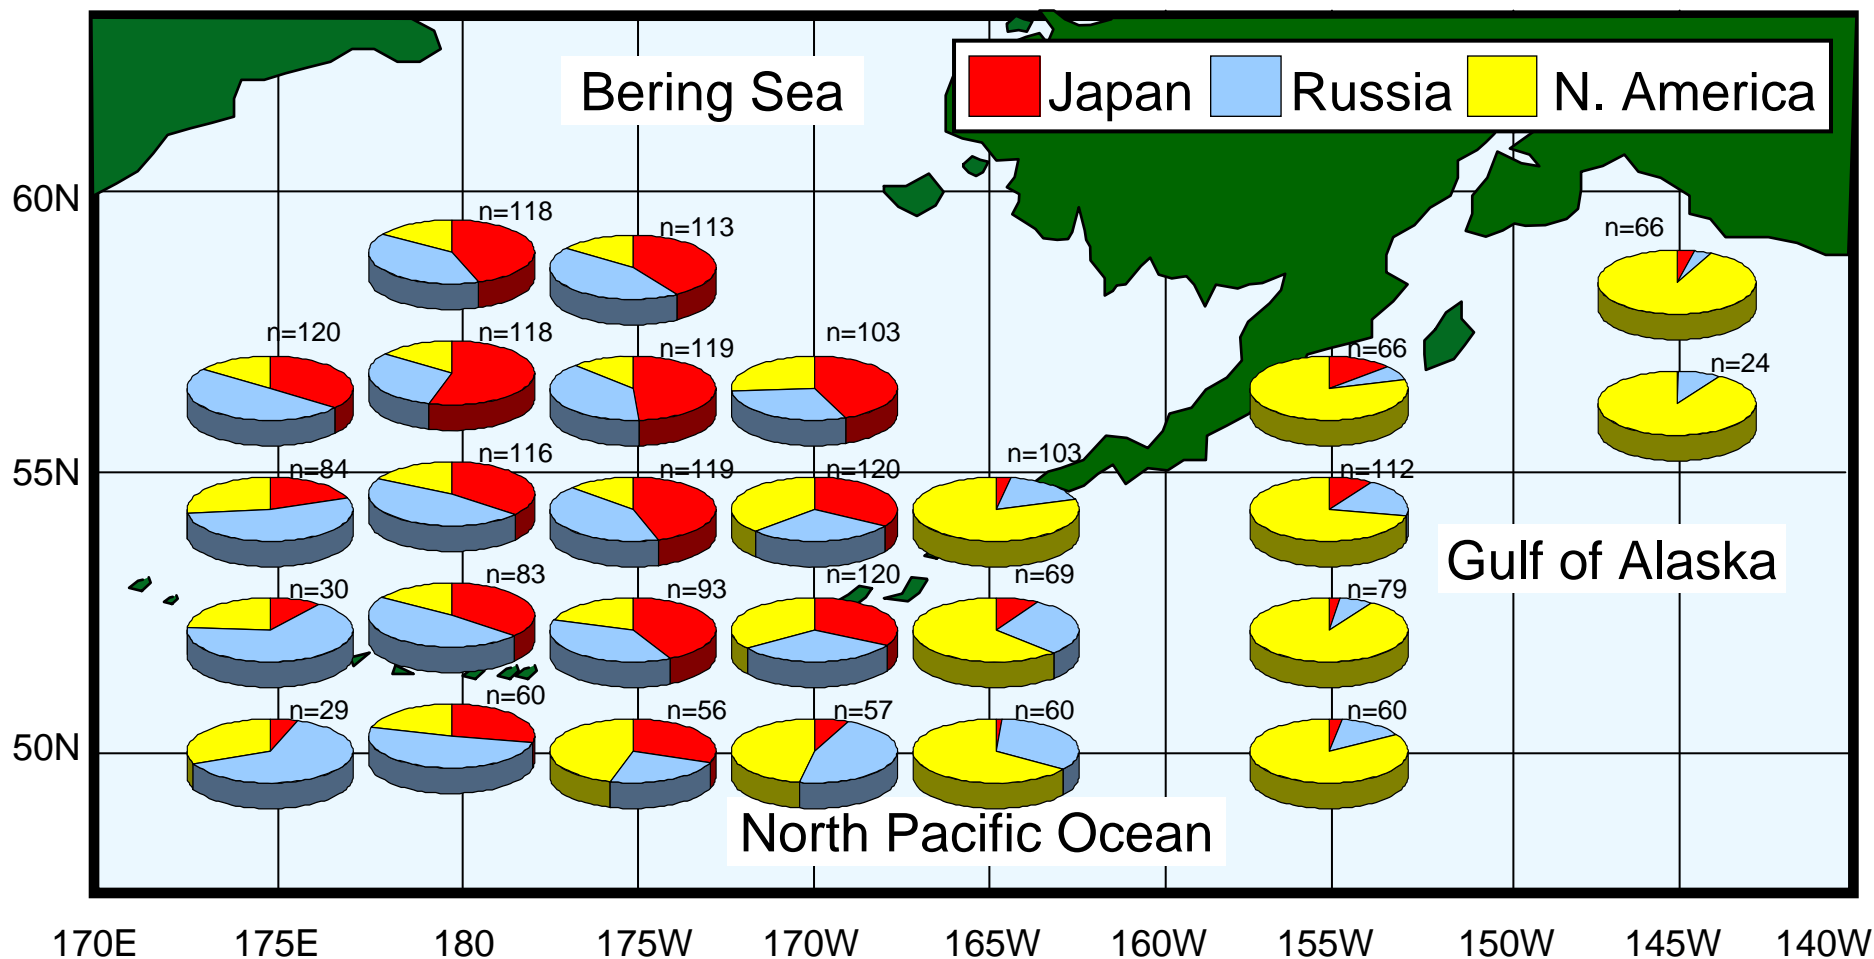 Bering Sea
Japan Russia N. America
60N
n=118
n=113
n=66
n=120
n=118
n=119
n=103
n=66
n=24
55N
n=84
n=116
n=119
n=120
n=103
n=112
Gulf of Alaska
n=30
n=83
n=93
n=120
n=69
n=79
50N
n=29
n=60
n=56
n=57
n=60
n=60
North Pacific Ocean
170E 175E 180 175W 170W 165W 160W 155W 150W 145W 140W